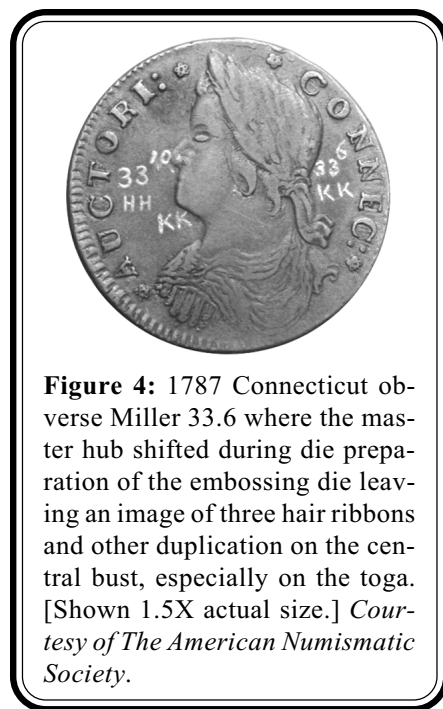 AUCTORI: CONNEC:
33 10
HH
KK
33 6
KK
Figure 4: 1787 Connecticut ob-
verse Miller 33.6 where the mas-
ter hub shifted during die prepa-
ration of the embossing die leav-
ing an image of three hair ribbons
and other duplication on the cen-
tral bust, especially on the toga.
[Shown 1.5X actual size.] Cour-
tesy of The American Numismatic
Society.